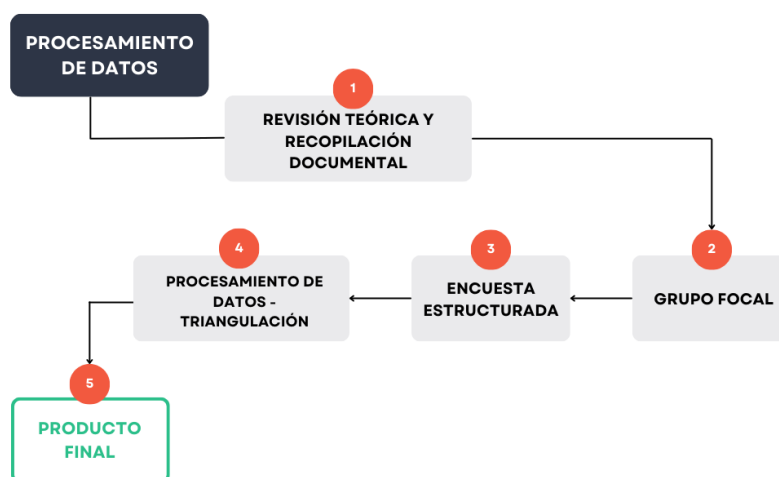 PROCESAMIENTO
DE DATOS
1
REVISIÓN TEÓRICA Y
RECOPILACIÓN
DOCUMENTAL
2
GRUPO FOCAL
3
ENCUESTA
ESTRUCTURADA
4
PROCESAMIENTO DE
DATOS -
TRIANGULACIÓN
5
PRODUCTO
FINAL